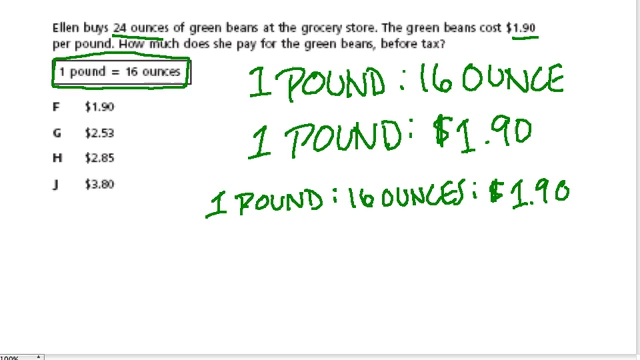 Ellen buys 24 ounces of green beans at the grocery store. The green beans cost $1.90
per pound. How much does she pay for the green beans, before tax?
1 pound = 16 ounces
F $1.90
G $2.53
H $2.85
J $3.80
1 POUND : 16 OUNCE
1 POUND : $1.90
1 POUND : 16 OUNCES : $1.90
100%